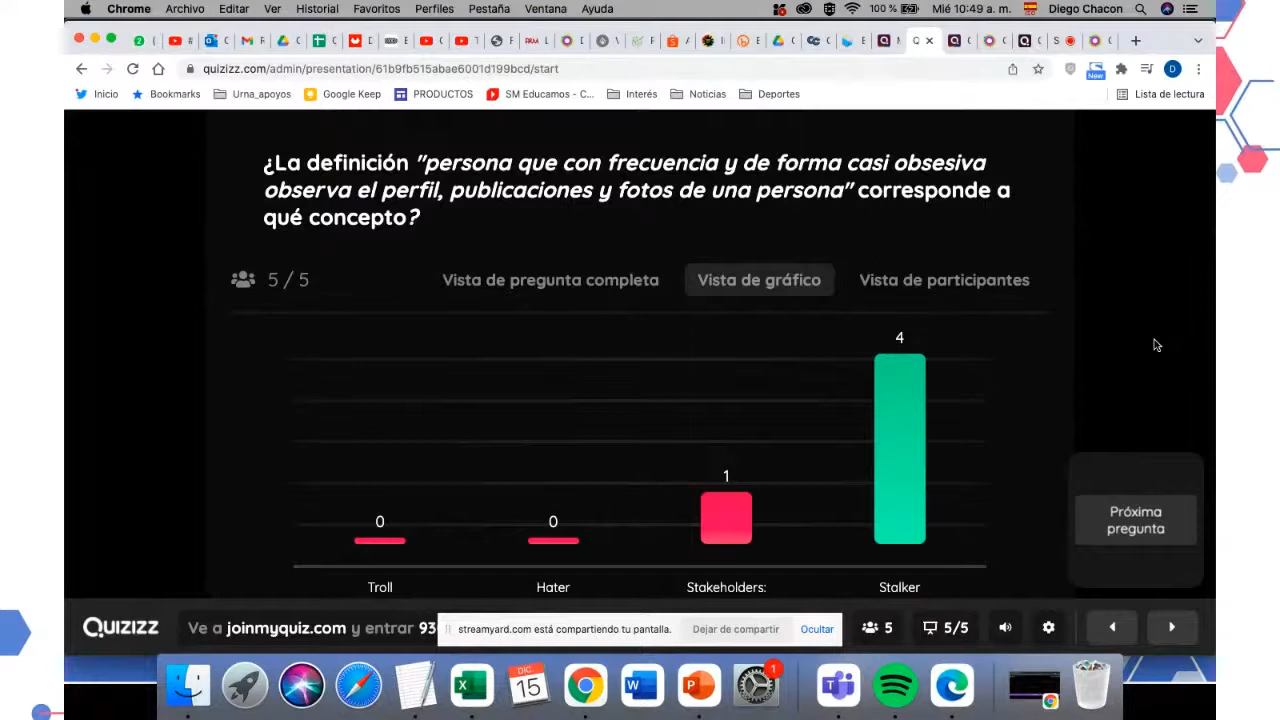 Chrome Archivo Editar Ver Historial Favoritos Perfiles Pestaña Ventana Ayuda 100 % Mié 10:49 a. m. Diego Chacon
quizizz.com/admin/presentation/61b9fb515abae6001d199bcd/start
New
D
Inicio Bookmarks Urna_apoyos Google Keep PRODUCTOS SM Educamos - C... Interés Noticias Deportes Lista de lectura
¿La definición "persona que con frecuencia y de forma casi obsesiva
observa el perfil, publicaciones y fotos de una persona" corresponde a
qué concepto?
5 / 5 Vista de pregunta completa Vista de gráfico Vista de participantes
4
1
0 0
Troll Hater Stakeholders: Stalker
Próxima
pregunta
Quizizz Ve a joinmyquiz.com y entrar 93
streamyard.com está compartiendo tu pantalla. Dejar de compartir Ocultar
5 5/5
DIC.
15
1